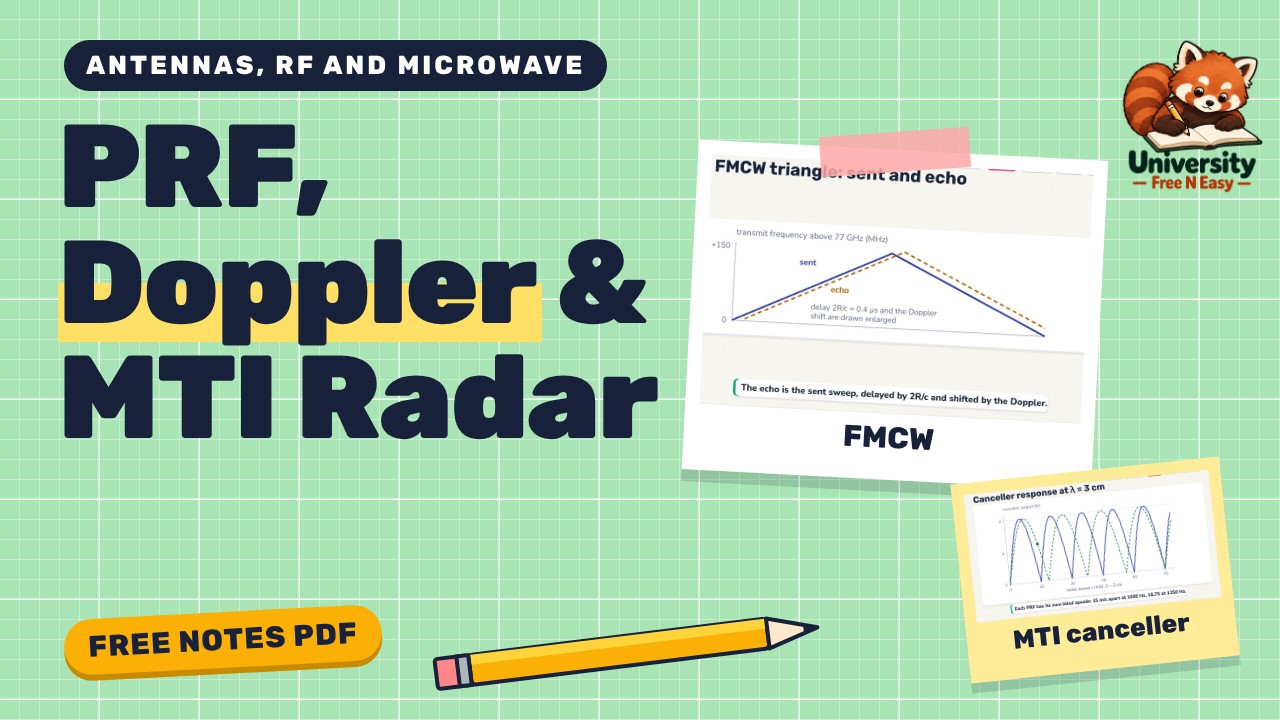 ANTENNAS, RF AND MICROWAVE
PRF,
Doppler &
MTI Radar
FREE NOTES PDF
University
Free N Easy
FMCW triangle: sent and echo
transmit frequency above 77 GHz (MHz)
+150
sent
echo
delay 2R/c = 0.4 µs and the Doppler
shift are drawn enlarged
0
The echo is the sent sweep, delayed by 2R/c and shifted by the Doppler.
FMCW
Canceller response at λ = 3 cm
Each PRF has its own blind speeds: 15 m/s apart at 1000 Hz, 18.75 at 1250 Hz.
MTI canceller